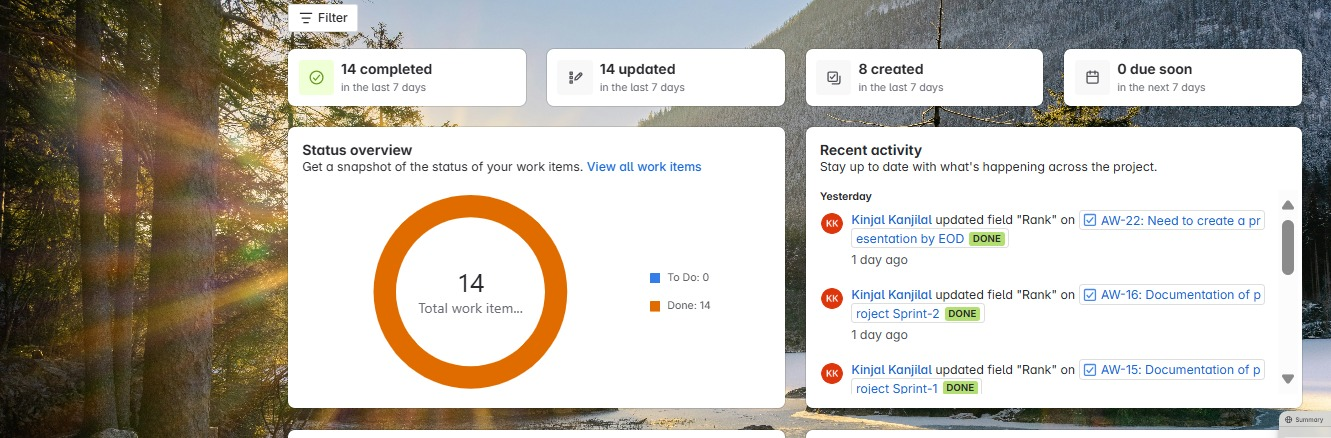 Filter
14 completed
in the last 7 days
14 updated
in the last 7 days
8 created
in the last 7 days
0 due soon
in the next 7 days
Status overview
Get a snapshot of the status of your work items. View all work items
14
Total work item...
To Do: 0
Done: 14
Recent activity
Stay up to date with what's happening across the project.
Yesterday
KK Kinjal Kanjilal updated field "Rank" on AW-22: Need to create a pr
esentation by EOD DONE
1 day ago
KK Kinjal Kanjilal updated field "Rank" on AW-16: Documentation of p
roject Sprint-2 DONE
1 day ago
KK Kinjal Kanjilal updated field "Rank" on AW-15: Documentation of p
roject Sprint-1 DONE
Summary